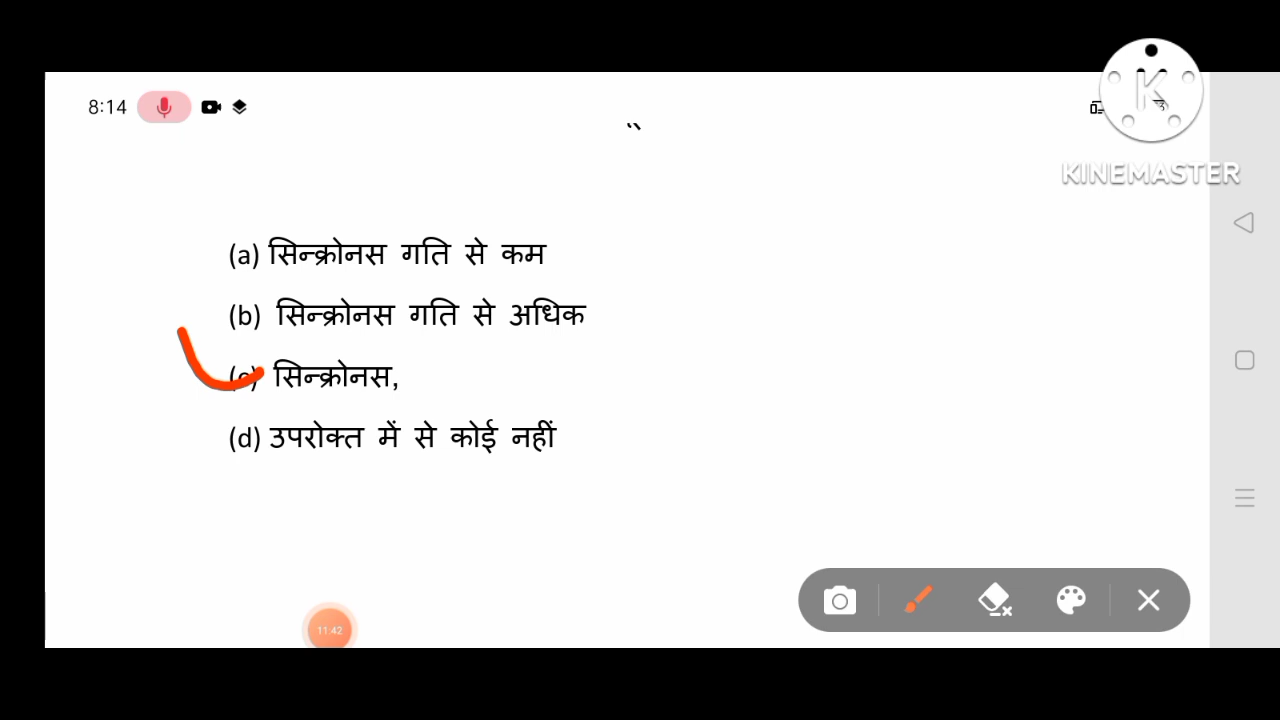 8:14
KINEMASTER
(a) सिन्क्रोनस गति से कम
(b) सिन्क्रोनस गति से अधिक
(c) सिन्क्रोनस,
(d) उपरोक्त में से कोई नहीं
11:42